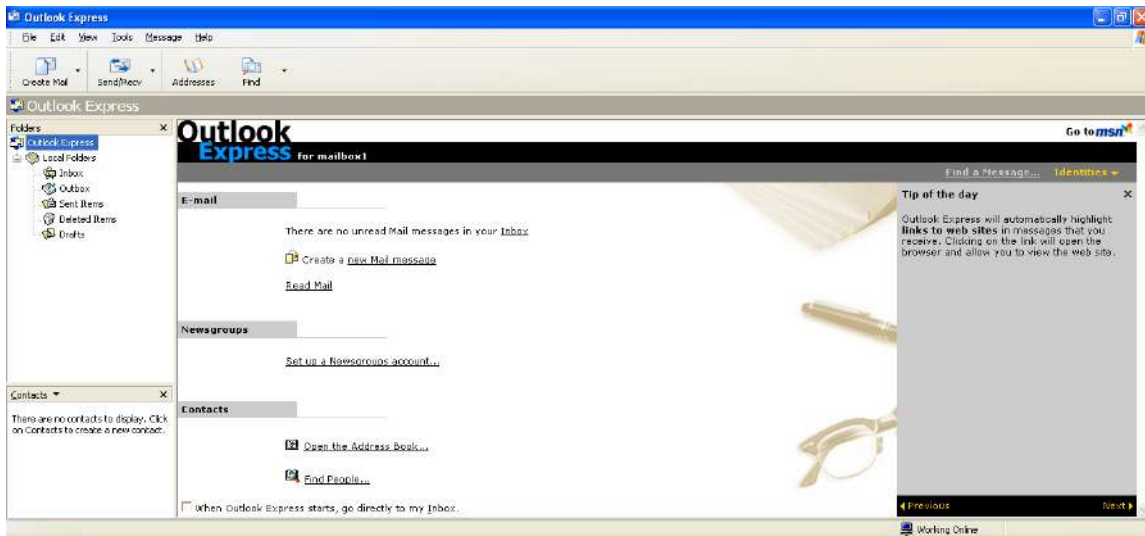 Outlook Express
File Edit View Tools Message Help
Create Mail Send/Recv Addresses Find
Outlook Express
Folders
Outlook Express
Local Folders
Inbox
Outbox
Sent Items
Deleted Items
Drafts
Contacts
There are no contacts to display. Click
on Contacts to create a new contact.
Outlook
Express for mailbox1
Go to msn
Find a Message... Identities
E-mail
There are no unread Mail messages in your Inbox
Create a new Mail message
Read Mail
Newsgroups
Set up a Newsgroups account...
Contacts
Open the Address Book...
Find People...
When Outlook Express starts, go directly to my Inbox.
Tip of the day
Outlook Express will automatically highlight
links to web sites in messages that you
receive. Clicking on the link will open the
browser and allow you to view the web site.
Previous Next
Working Online